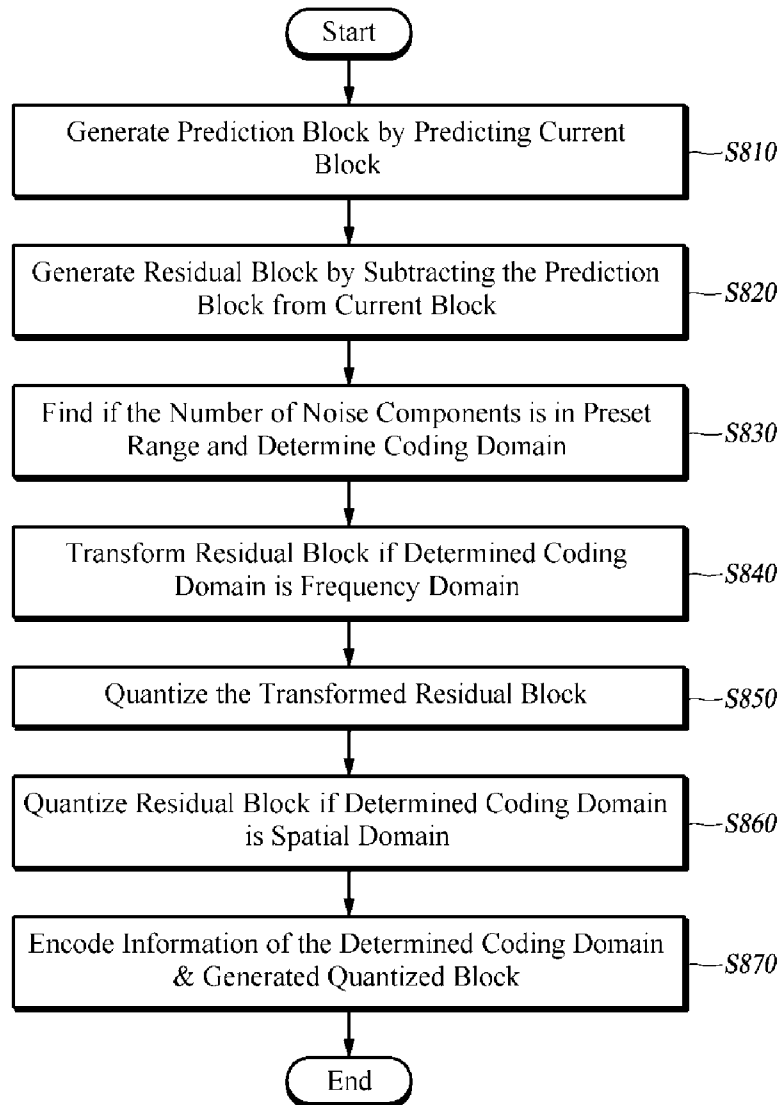 Start
Generate Prediction Block by Predicting Current
Block
S810
Generate Residual Block by Subtracting the Prediction
Block from Current Block
S820
Find if the Number of Noise Components is in Preset
Range and Determine Coding Domain
S830
Transform Residual Block if Determined Coding
Domain is Frequency Domain
S840
Quantize the Transformed Residual Block
S850
Quantize Residual Block if Determined Coding Domain
is Spatial Domain
S860
Encode Information of the Determined Coding Domain
& Generated Quantized Block
S870
End